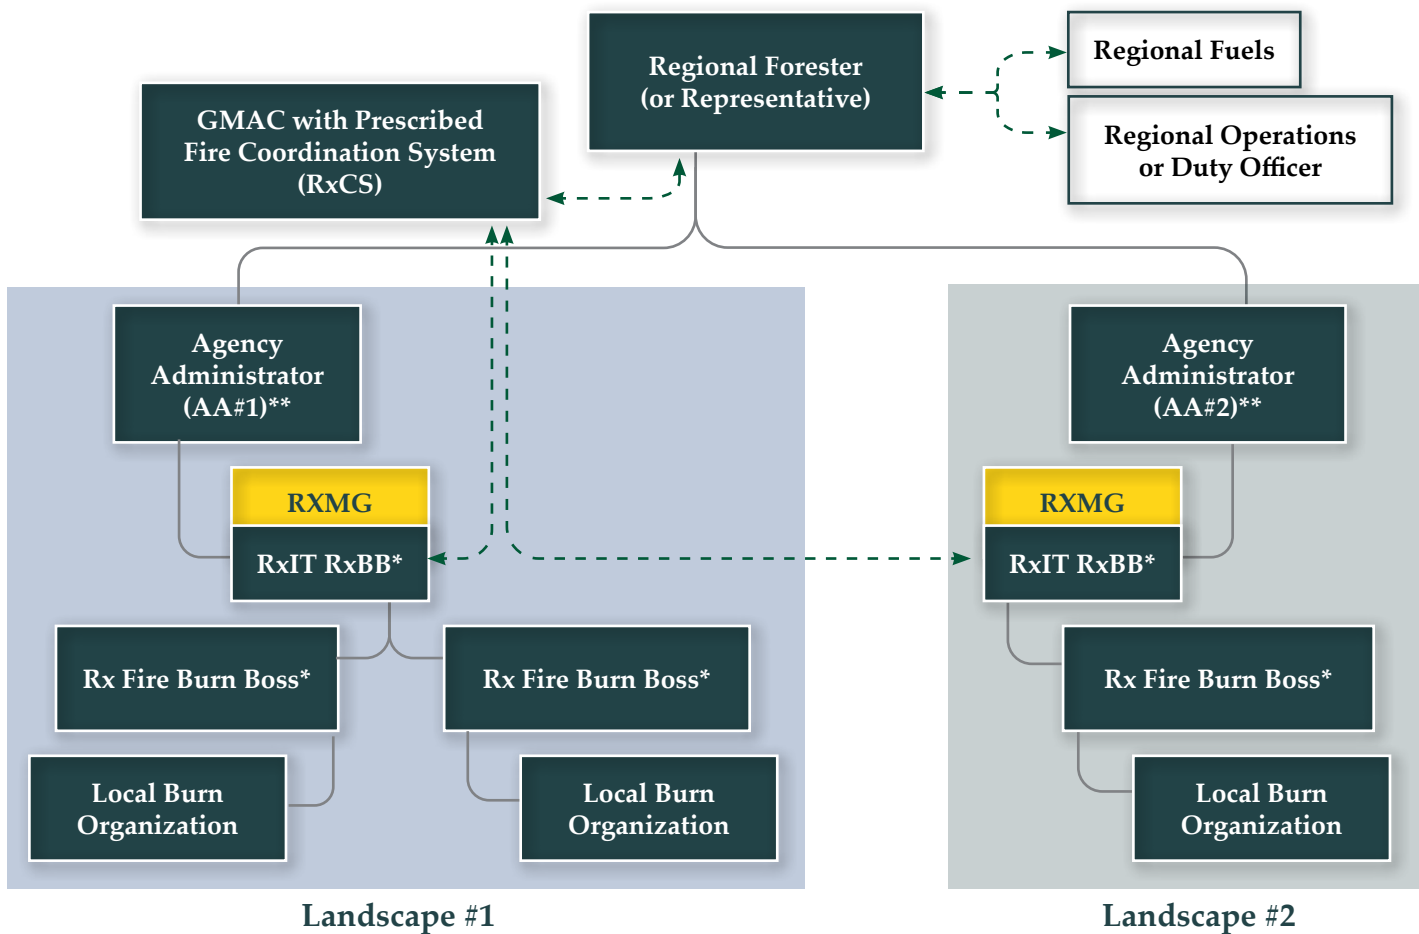 Regional Forester
(or Representative)
Regional Fuels
Regional Operations
or Duty Officer
GMAC with Prescribed
Fire Coordination System
(RxCS)
Agency
Administrator
(AA#1)**
RXMG
RxIT RxBB*
Rx Fire Burn Boss*
Rx Fire Burn Boss*
Local Burn
Organization
Local Burn
Organization
Landscape #1
Agency
Administrator
(AA#2)**
RXMG
RxIT RxBB*
Rx Fire Burn Boss*
Local Burn
Organization
Landscape #2